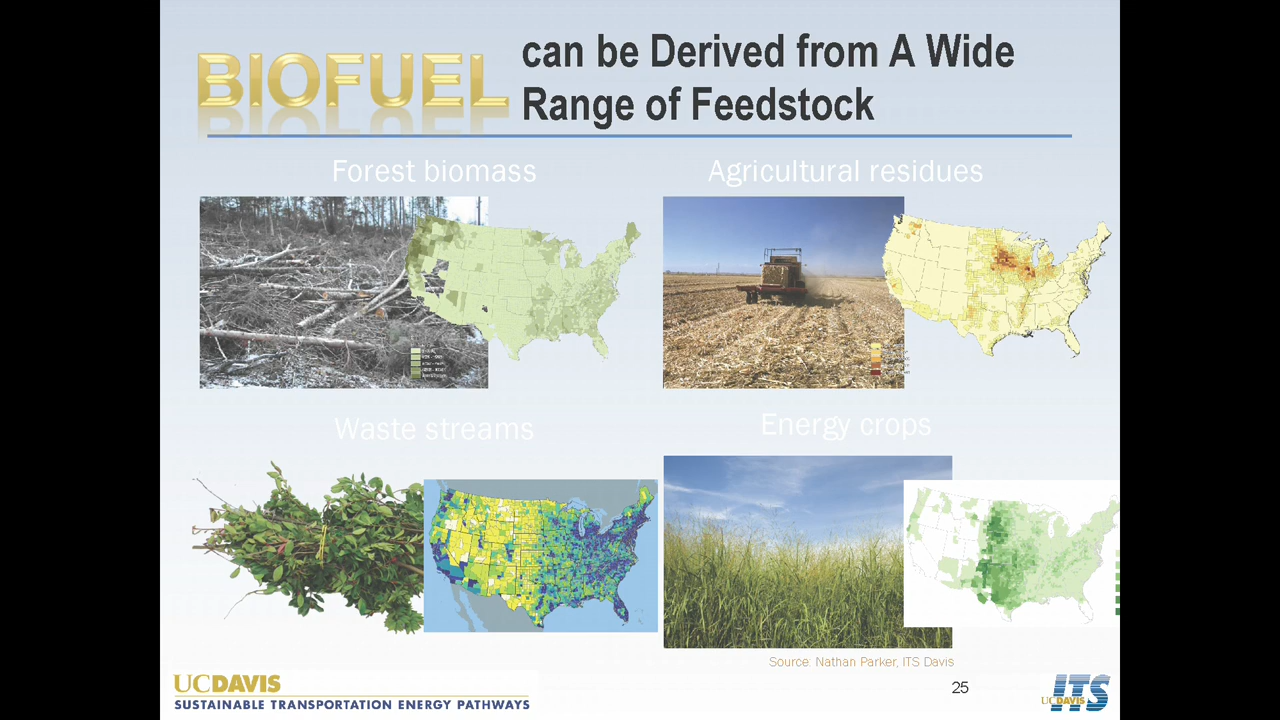 BIOFUEL
can be Derived from A Wide
Range of Feedstock
Forest biomass
Agricultural residues
Waste streams
Energy crops
Source: Nathan Parker, ITS Davis
UCDAVIS
SUSTAINABLE TRANSPORTATION ENERGY PATHWAYS
25
UCDAVIS
ITS